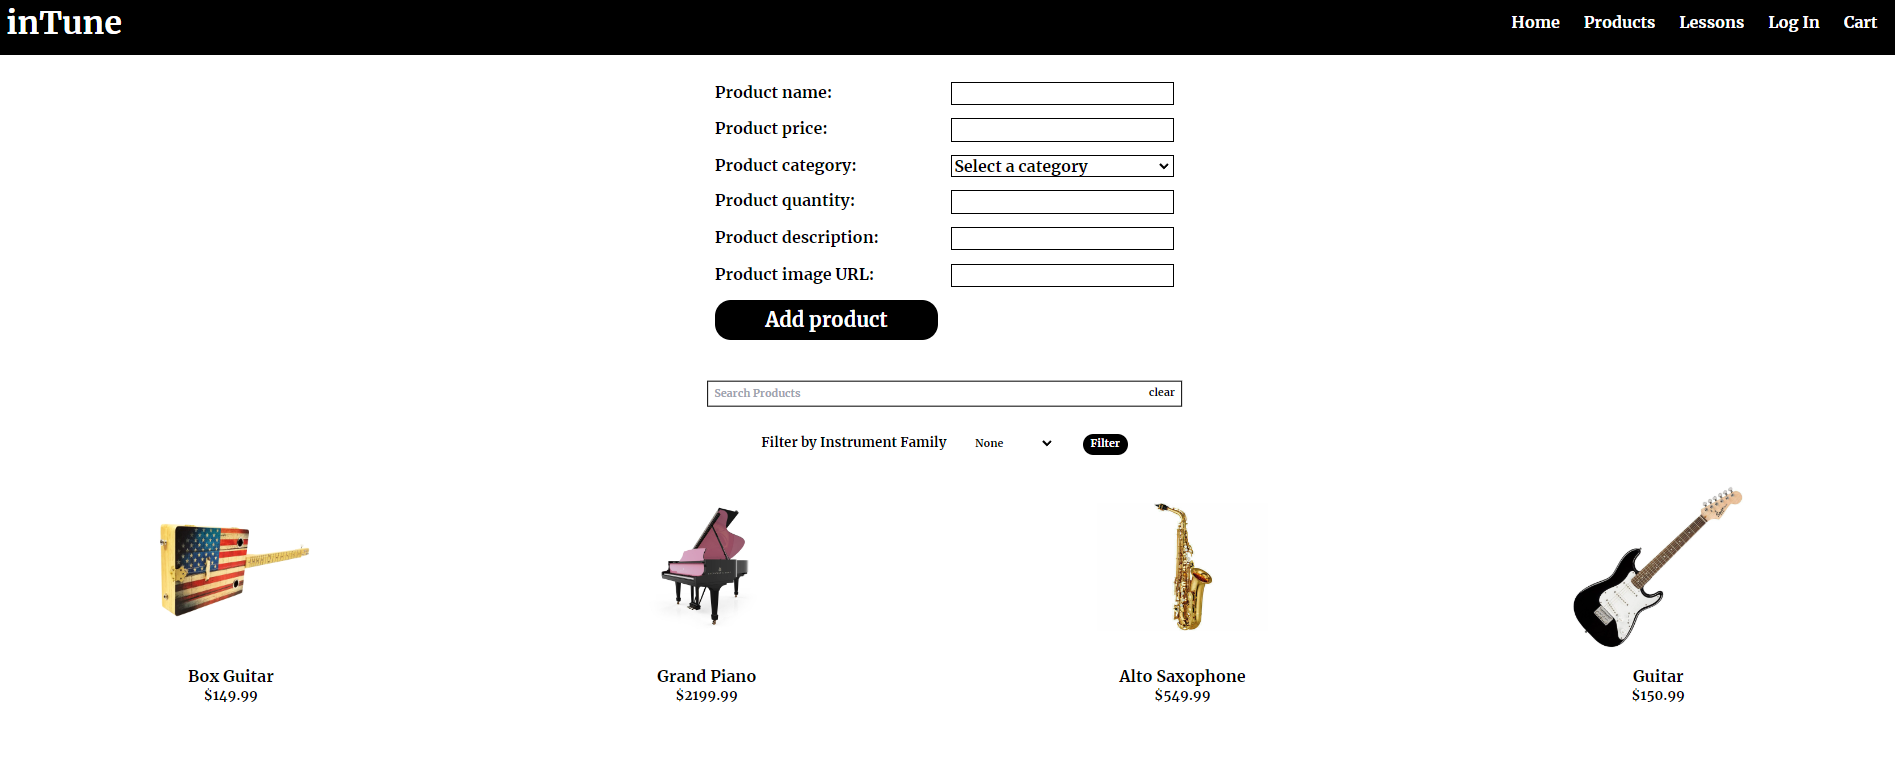 inTune
Home Products Lessons Log In Cart
Product name:
Product price:
Product category: Select a category
Product quantity:
Product description:
Product image URL:
Add product
Search Products clear
Filter by Instrument Family None Filter
Box Guitar Grand Piano Alto Saxophone Guitar
$149.99 $2199.99 $549.99 $150.99